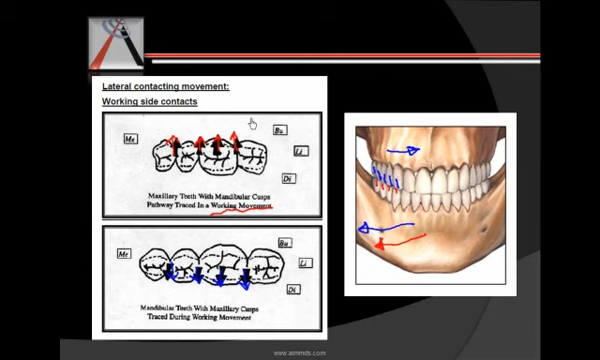 Lateral contacting movement:
Working side contacts
Me
Bu
Li
Di
Maxillary Teeth With Mandibular Cusps
Pathway Traced In a Working Movement
Me
Bu
Li
Di
Mandibular Teeth With Maxillary Cusps
Traced During Working Movement
www.aimmds.com